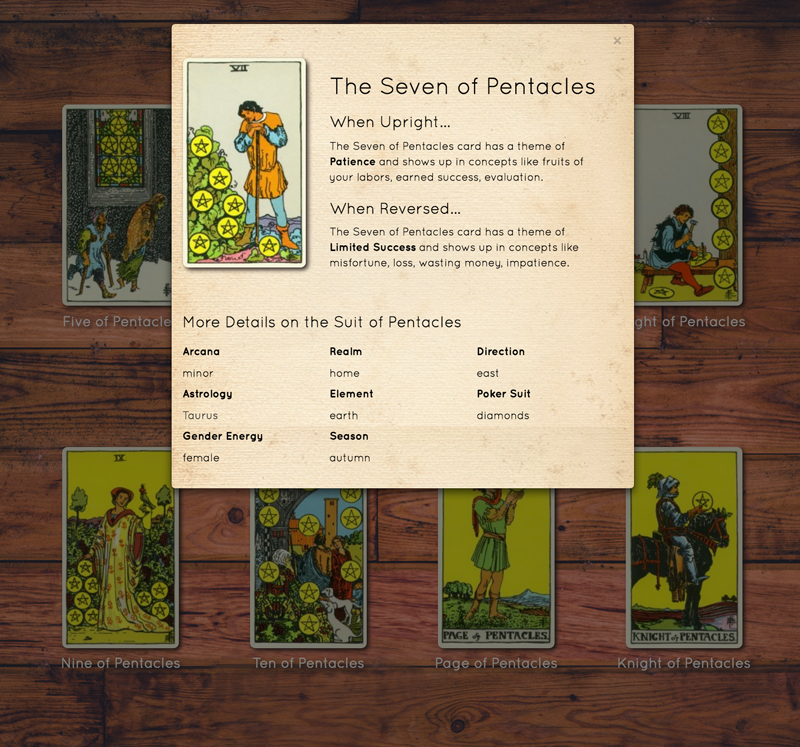 ×
VII
The Seven of Pentacles
When Upright...
The Seven of Pentacles card has a theme of
Patience and shows up in concepts like fruits of
your labors, earned success, evaluation.
When Reversed...
The Seven of Pentacles card has a theme of
Limited Success and shows up in concepts like
misfortune, loss, wasting money, impatience.
VIII
Five of Pentacle
ght of Pentacles
More Details on the Suit of Pentacles
Arcana Realm Direction
minor home east
Astrology Element Poker Suit
Taurus earth diamonds
Gender Energy Season
female autumn
IX
PAGE of PENTACLES.
KNIGHT of PENTACLES.
Nine of Pentacles Ten of Pentacles Page of Pentacles Knight of Pentacles